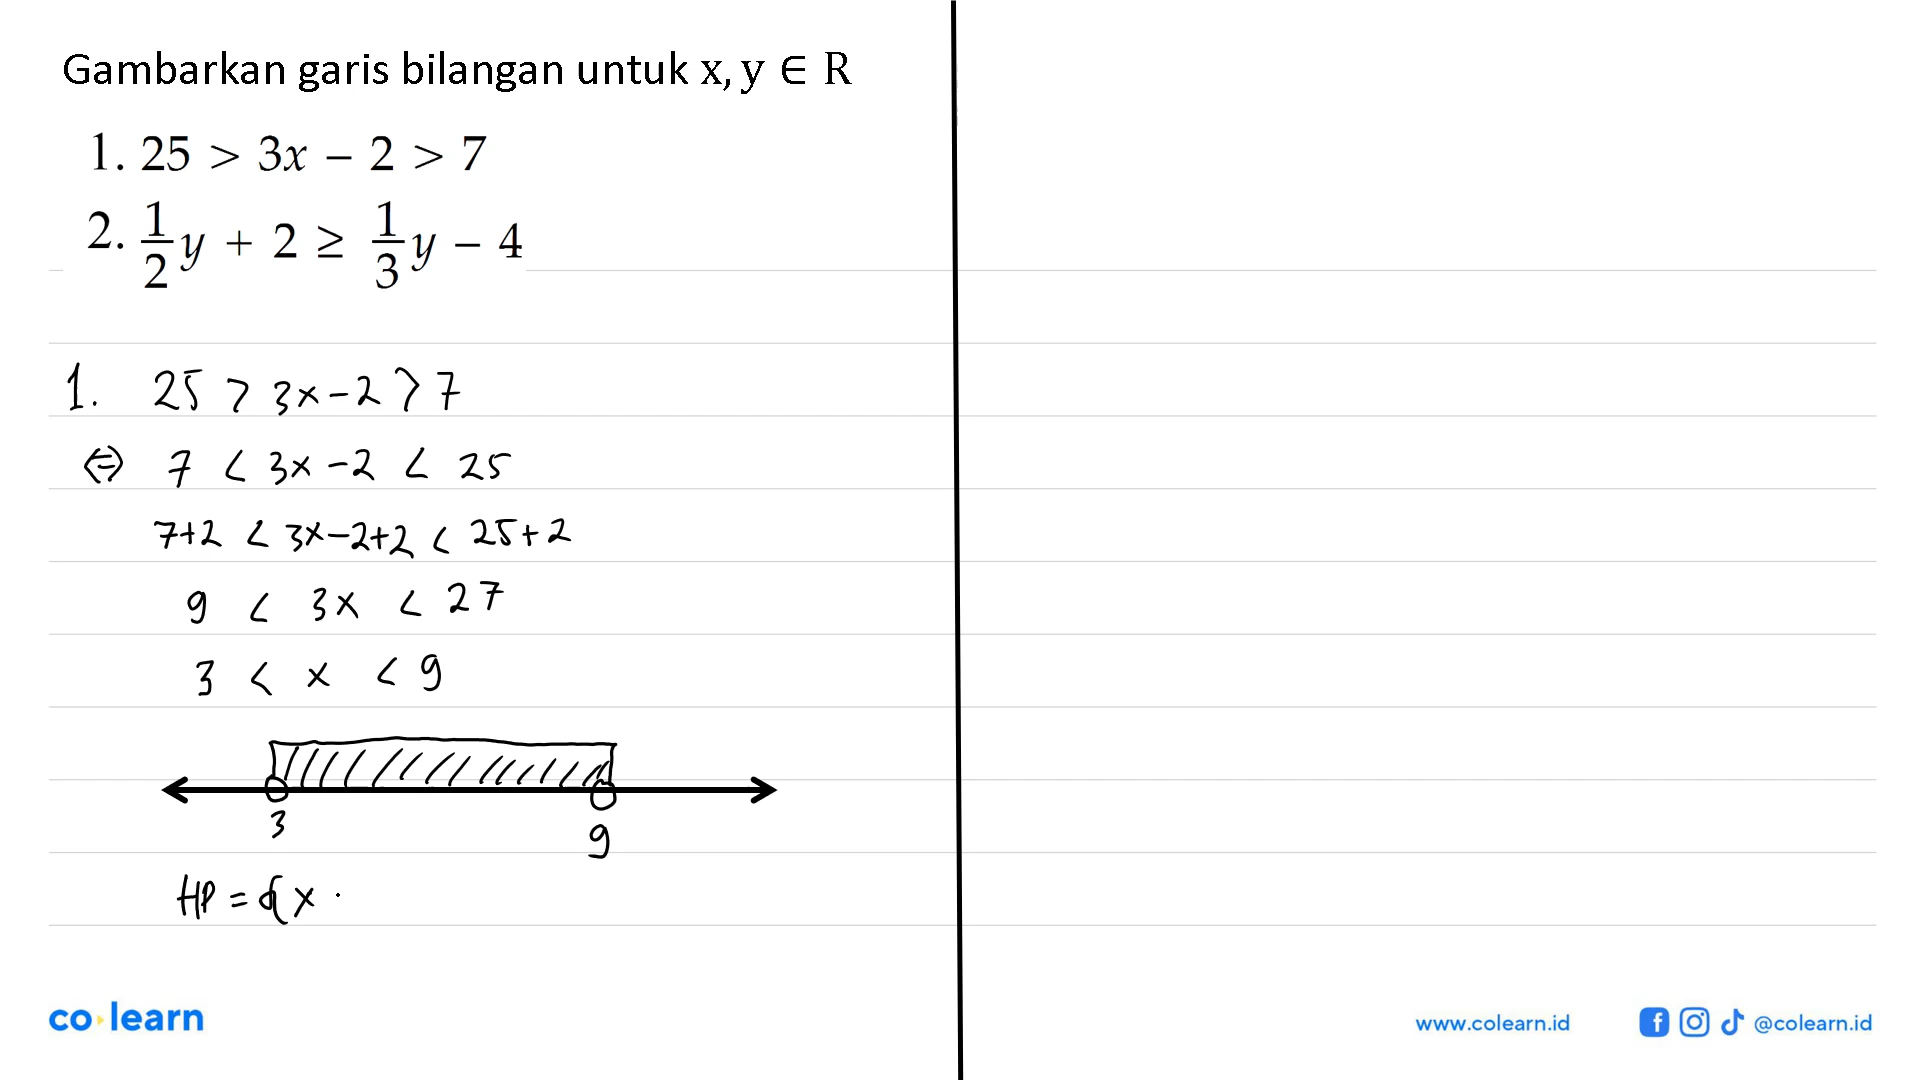 Gambarkan garis bilangan untuk x, y ∈ R
1. 25 > 3x − 2 > 7
2. 1/2 y + 2 ≥ 1/3 y − 4
1. 25 > 3x − 2 > 7
⇔ 7 < 3x − 2 < 25
7+2 < 3x−2+2 < 25+2
9 < 3x < 27
3 < x < 9
3 9
HP = {x
co learn
www.colearn.id @colearn.id